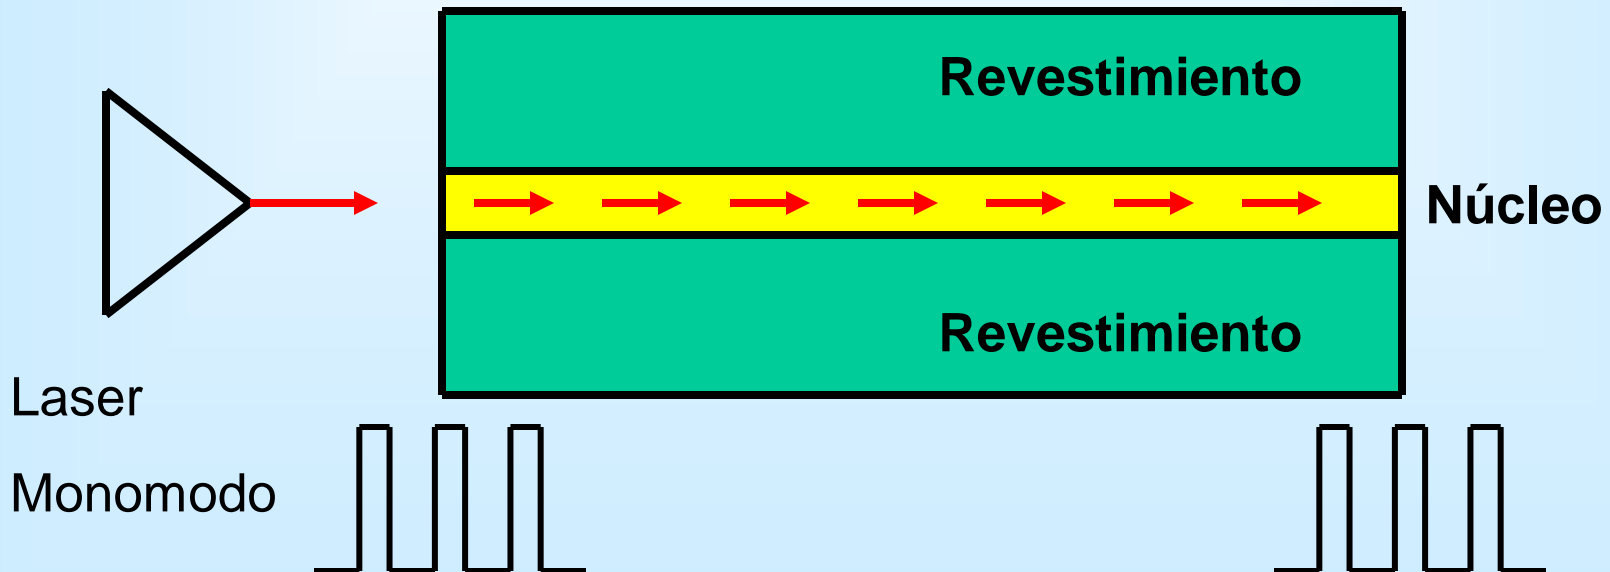 Revestimiento
Núcleo
Revestimiento
Laser
Monomodo